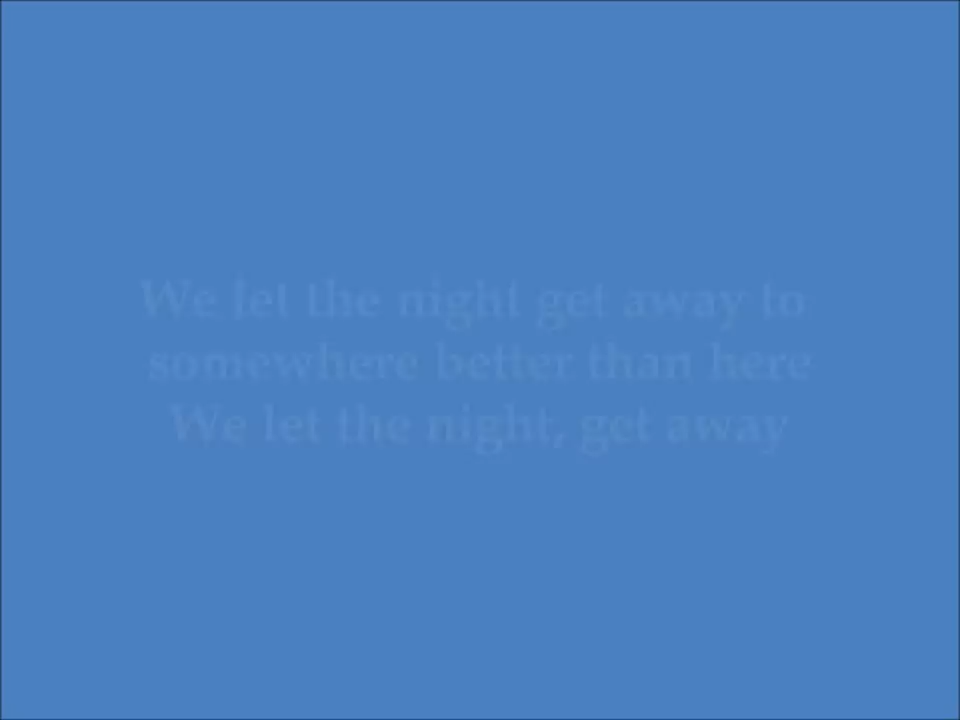 We let the night get away to
somewhere better than here
We let the night, get away